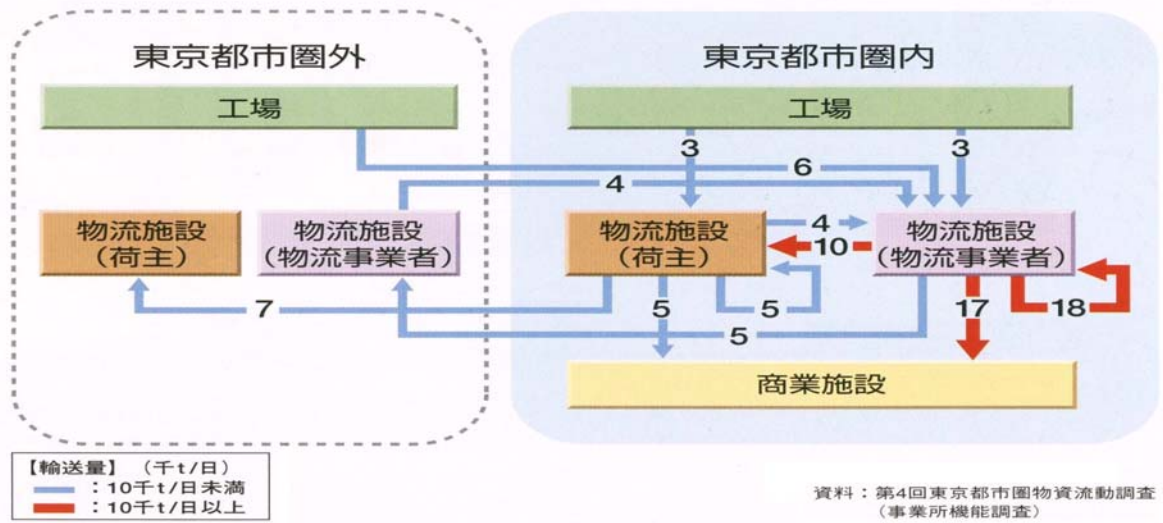 東京都市圏外
東京都市圏内
工場
工場
3
3
6
4
物流施設
(荷主)
物流施設
(物流事業者)
物流施設
(荷主)
4
10
物流施設
(物流事業者)
7
5
5
5
17
18
商業施設
【輸送量】 (千t/日)
:10千t/日未満
:10千t/日以上
資料:第4回東京都市圏物資流動調査
(事業所機能調査)